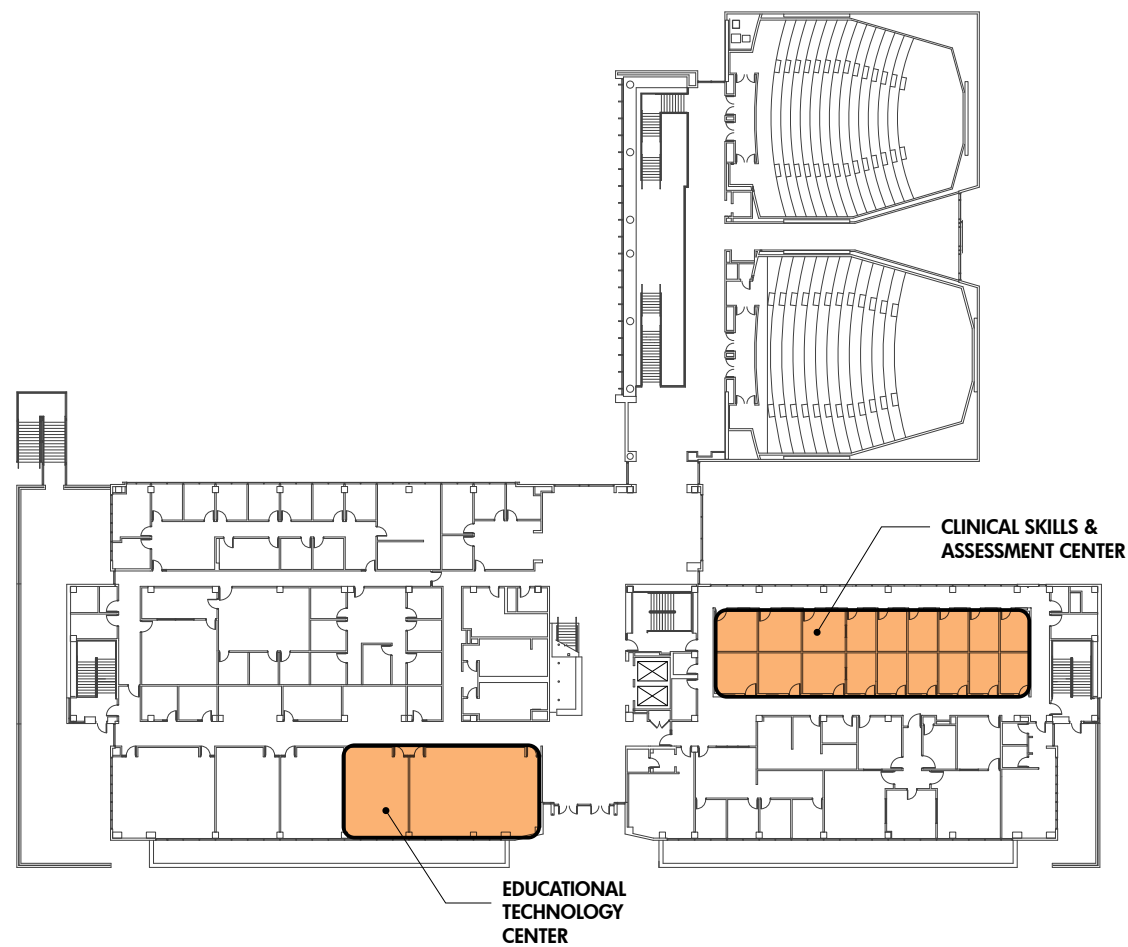 CLINICAL SKILLS &
ASSESSMENT CENTER
EDUCATIONAL
TECHNOLOGY
CENTER